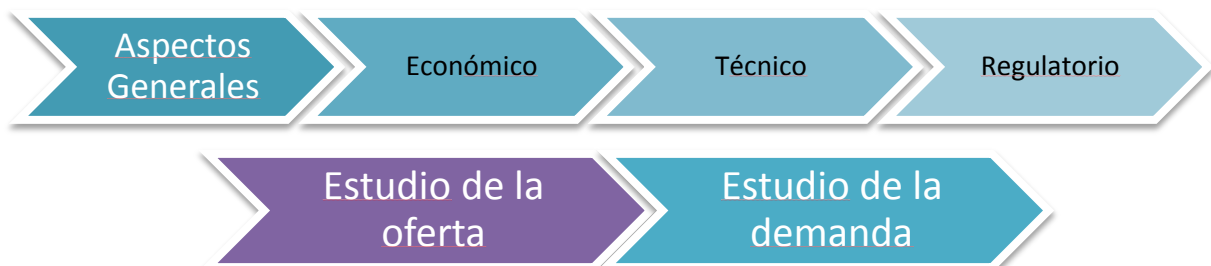 Aspectos
Generales
Económico
Técnico
Regulatorio
Estudio de la
oferta
Estudio de la
demanda